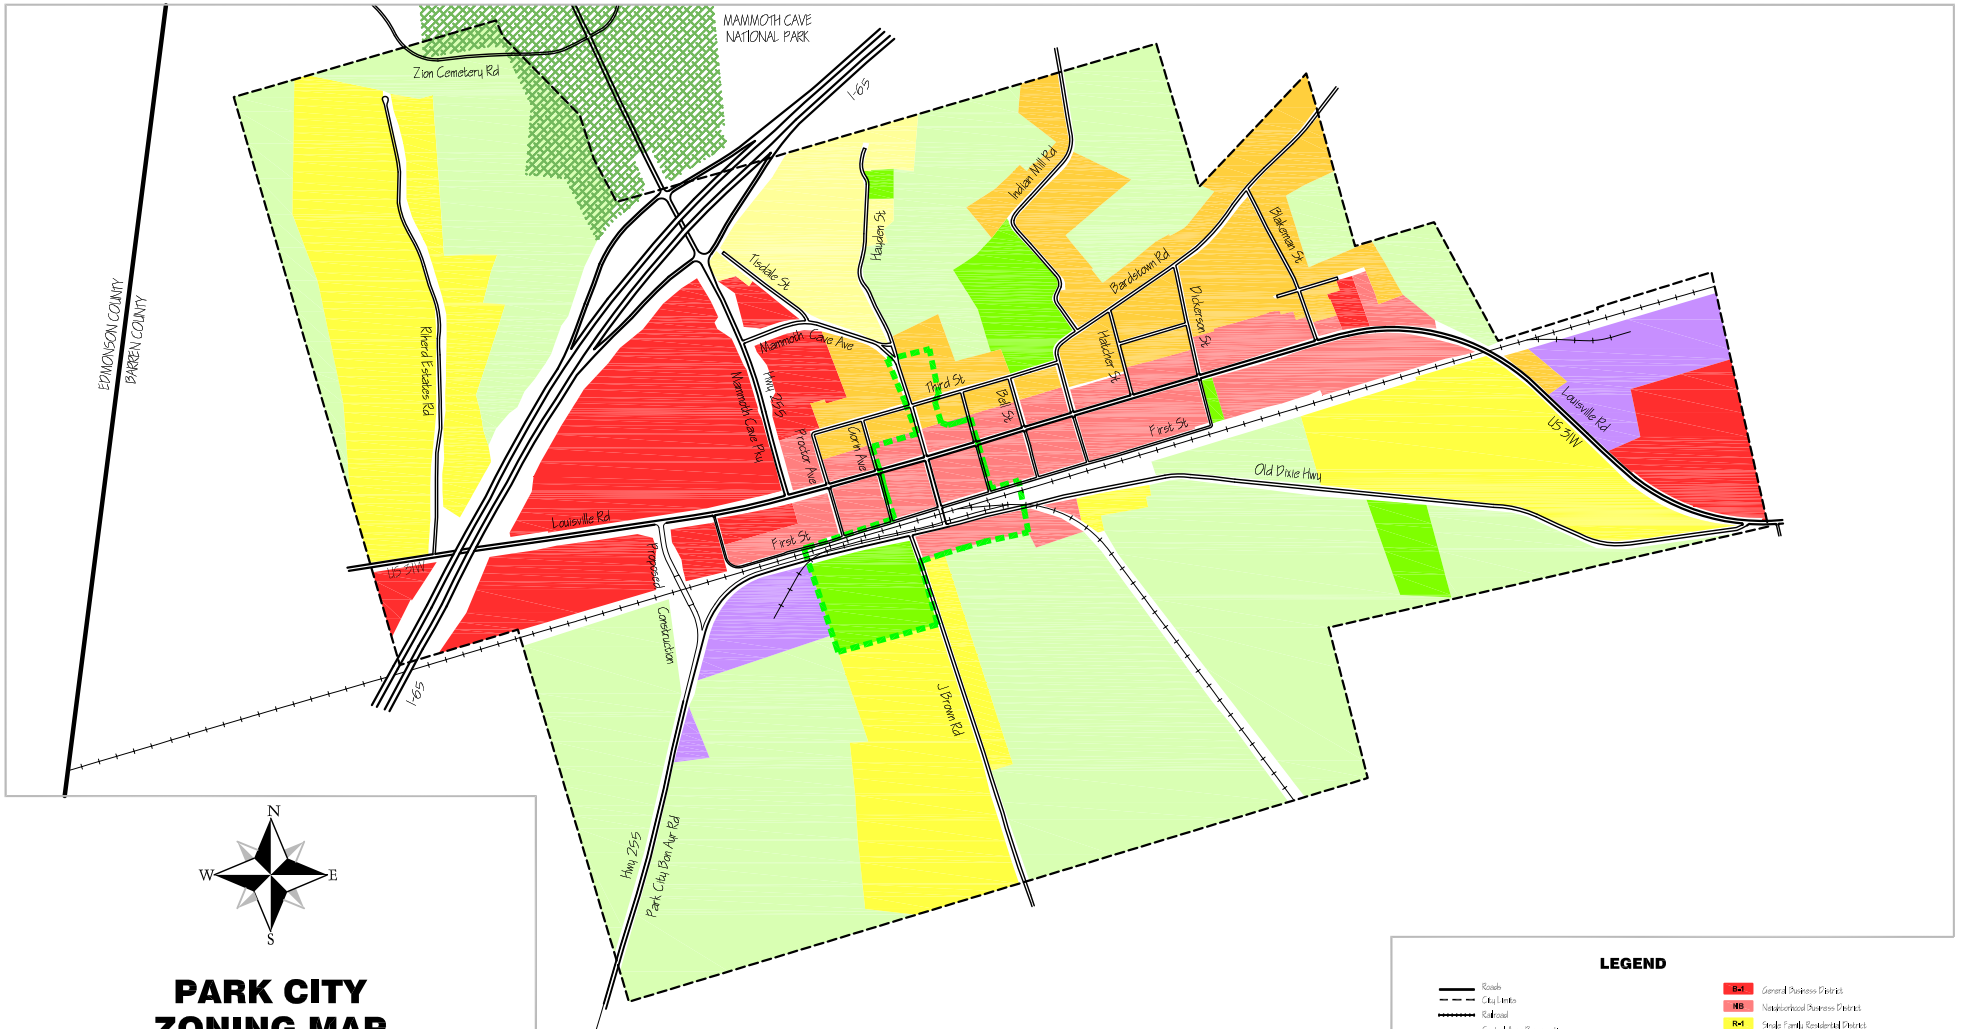 MAMMOTH CAVE
NATIONAL PARK
Zion Cemetery Rd
I-65
Indian Mill Rd
Hayden St
Blakeman St
Tisdale St
Bardstown Rd
EDMONSON COUNTY
BARREN COUNTY
Riherd Estates Rd
Dickerson St
Mammoth Cave Ave
Hatcher St
Mammoth Cave Pky
Hwy 255
Third St
Bell St
Louisville Rd
US 31W
Proctor Ave
Gorin Ave
First St
Old Dixie Hwy
Louisville Rd
First St
US 31W
Proposed Construction
I-65
J Brown Rd
Hwy 255
Park City Bon Ayr Rd
N
W
E
S
PARK CITY
ZONING MAP
LEGEND
Roads
City Limits
Railroad
B-1 General Business District
NB Neighborhood Business District
R-1 Single Family Residential District